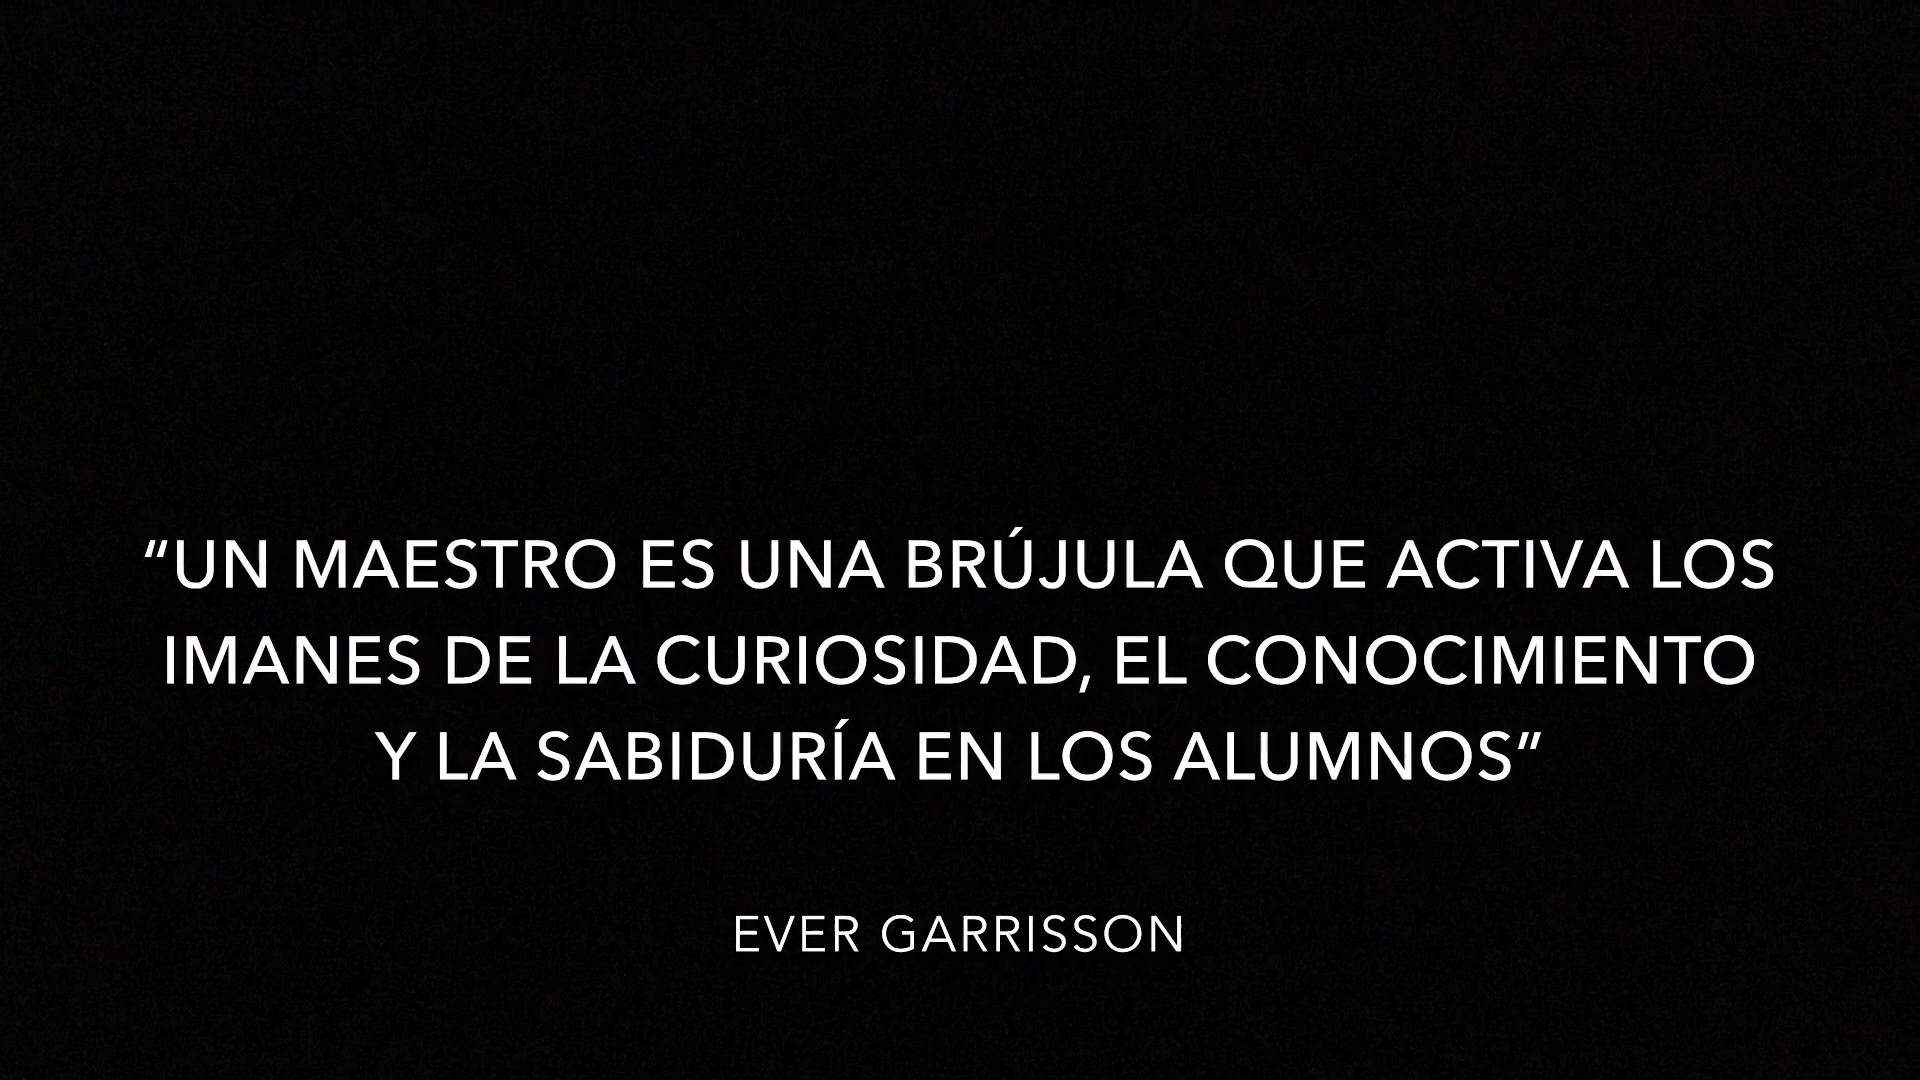 “UN MAESTRO ES UNA BRÚJULA QUE ACTIVA LOS
IMANES DE LA CURIOSIDAD, EL CONOCIMIENTO
Y LA SABIDURÍA EN LOS ALUMNOS”
EVER GARRISSON